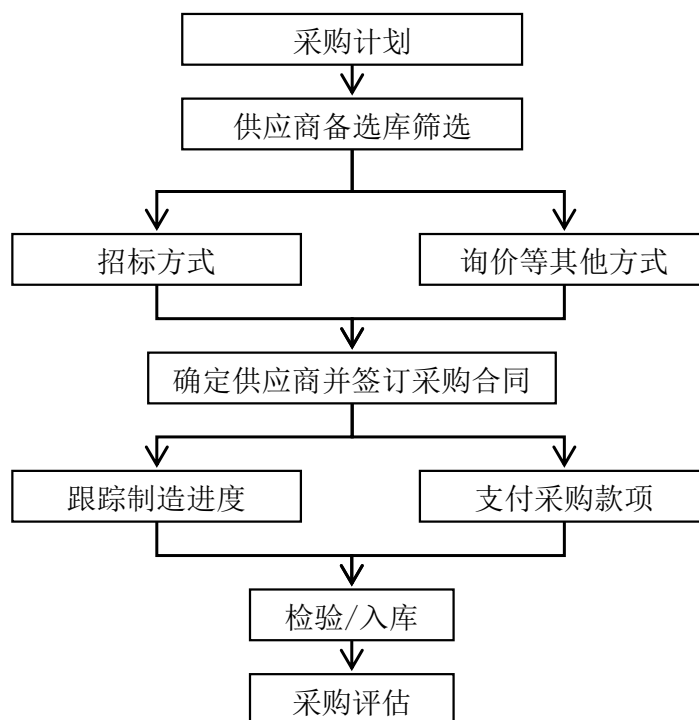 采购计划
供应商备选库筛选
招标方式
询价等其他方式
确定供应商并签订采购合同
跟踪制造进度
支付采购款项
检验/入库
采购评估